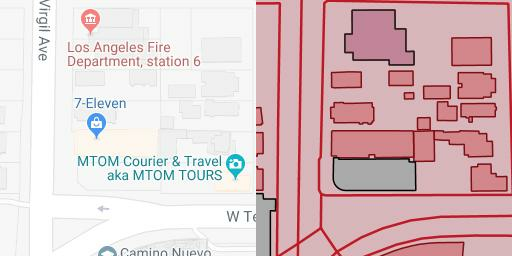 Virgil Ave
Los Angeles Fire
Department, station 6
7-Eleven
MTOM Courier & Travel
aka MTOM TOURS
W Te
Camino Nuevo